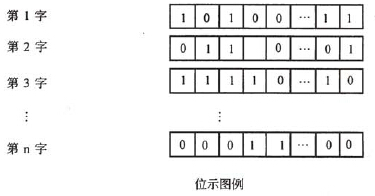 第 1 字 1 0 1 0 0 … 1 1
第 2 字 0 1 1 0 … 0 1
第 3 字 1 1 1 1 0 … 1 0
⋮ ⋮
第 n 字 0 0 0 1 1 … 0 0
位示图例